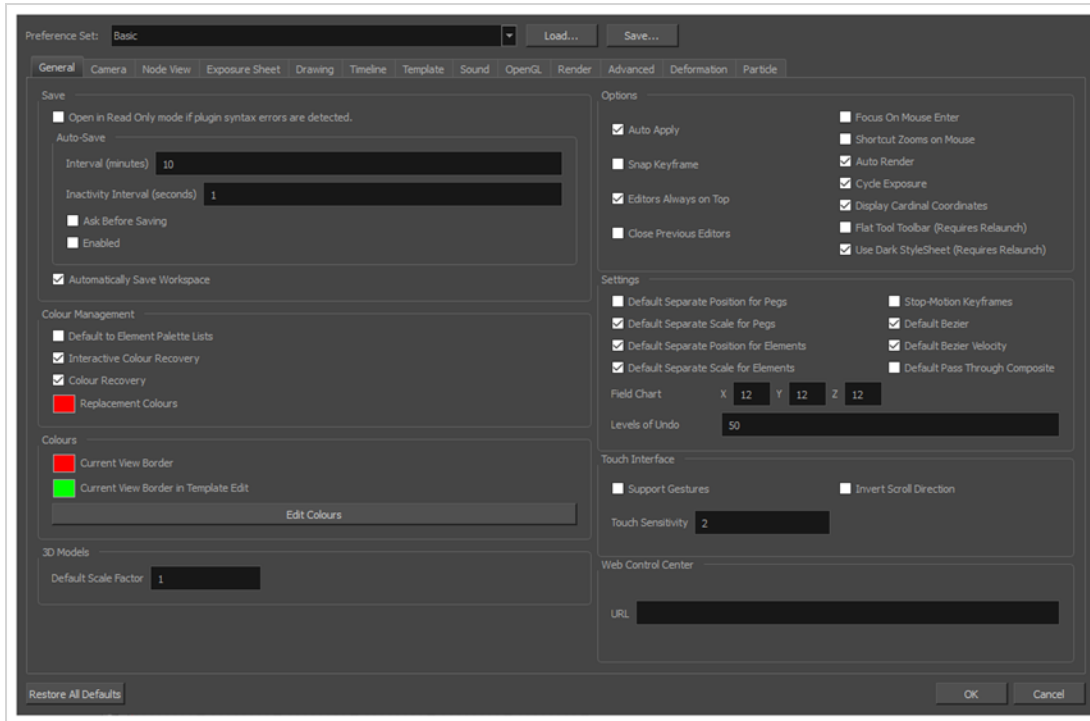 Preference Set: Basic Load... Save...
General Camera Node View Exposure Sheet Drawing Timeline Template Sound OpenGL Render Advanced Deformation Particle
Save
Open in Read Only mode if plugin syntax errors are detected.
Auto-Save
Interval (minutes) 10
Inactivity Interval (seconds) 1
Ask Before Saving
Enabled
Automatically Save Workspace
Colour Management
Default to Element Palette Lists
Interactive Colour Recovery
Colour Recovery
Replacement Colours
Colours
Current View Border
Current View Border in Template Edit
Edit Colours
3D Models
Default Scale Factor 1
Options
Auto Apply
Snap Keyframe
Editors Always on Top
Close Previous Editors
Focus On Mouse Enter
Shortcut Zooms on Mouse
Auto Render
Cycle Exposure
Display Cardinal Coordinates
Flat Tool Toolbar (Requires Relaunch)
Use Dark StyleSheet (Requires Relaunch)
Settings
Default Separate Position for Pegs
Default Separate Scale for Pegs
Default Separate Position for Elements
Default Separate Scale for Elements
Stop-Motion Keyframes
Default Bezier
Default Bezier Velocity
Default Pass Through Composite
Field Chart X 12 Y 12 Z 12
Levels of Undo 50
Touch Interface
Support Gestures Invert Scroll Direction
Touch Sensitivity 2
Web Control Center
URL
Restore All Defaults OK Cancel